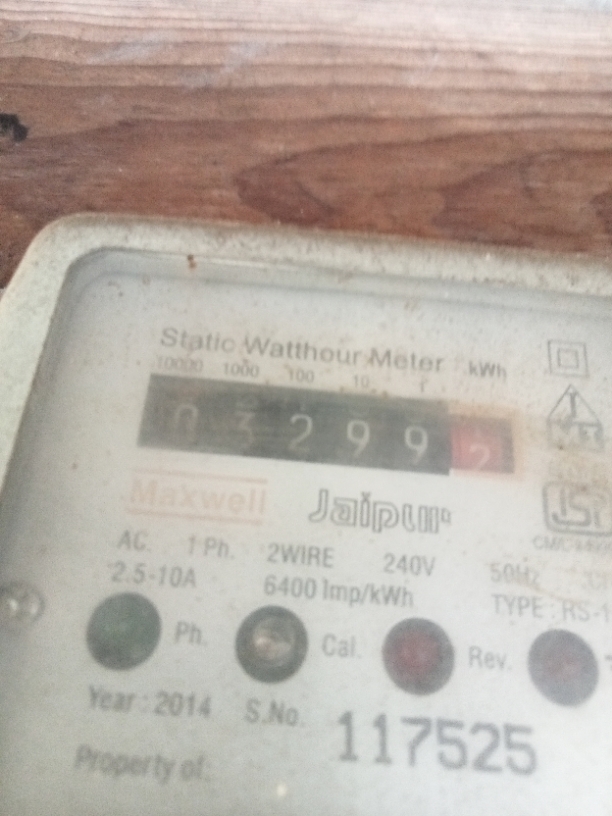 Static Watthour Meter kWh
10000 1000 100 10 1
0 3 2 9 9 2
Maxwell Jaipur
AC. 1 Ph. 2WIRE 240V 50Hz
2.5-10A 6400 Imp/kWh TYPE : RS-1
Ph. Cal. Rev.
Year : 2014 S.No. 117525
Property of: